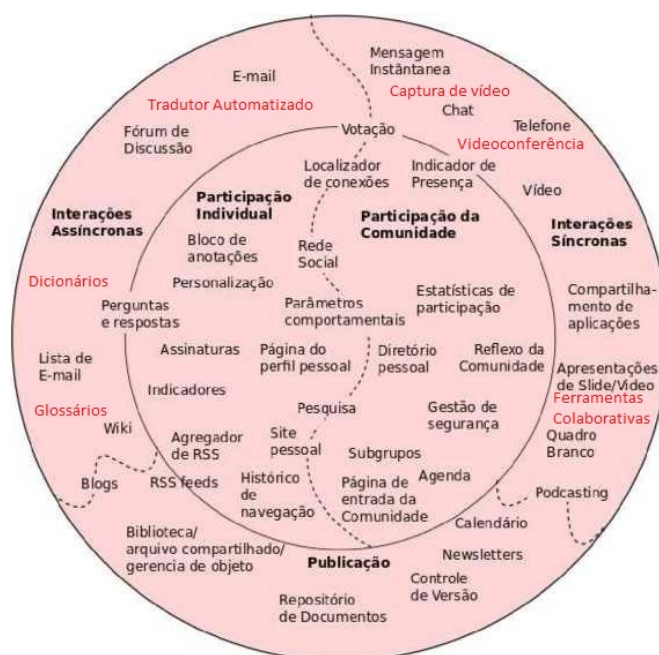 Mensagem
Instântanea
E-mail
Captura de vídeo
Tradutor Automatizado
Chat
Fórum de
Discussão
Votação
Telefone
Videoconferência
Localizador
de conexões
Indicador de
Presença
Vídeo
Participação
Individual
Participação da
Comunidade
Interações
Assíncronas
Interações
Síncronas
Bloco de
anotações
Rede
Social
Dicionários
Personalização
Perguntas
e respostas
Parâmetros
comportamentais
Estatísticas de
participação
Compartilha-
mento de
aplicações
Lista de
E-mail
Assinaturas
Página do
perfil pessoal
Diretório
pessoal
Reflexo da
Comunidade
Apresentações
de Slide/Video
Indicadores
Ferramentas
Colaborativas
Glossários
Wiki
Pesquisa
Gestão de
segurança
Quadro
Branco
Agregador
de RSS
Site
pessoal
Subgrupos
Blogs
RSS feeds
Histórico
de
navegação
Página de
entrada da
Comunidade
Agenda
Podcasting
Calendário
Biblioteca/
arquivo compartilhado/
gerencia de objeto
Publicação
Newsletters
Controle
de Versão
Repositório
de Documentos